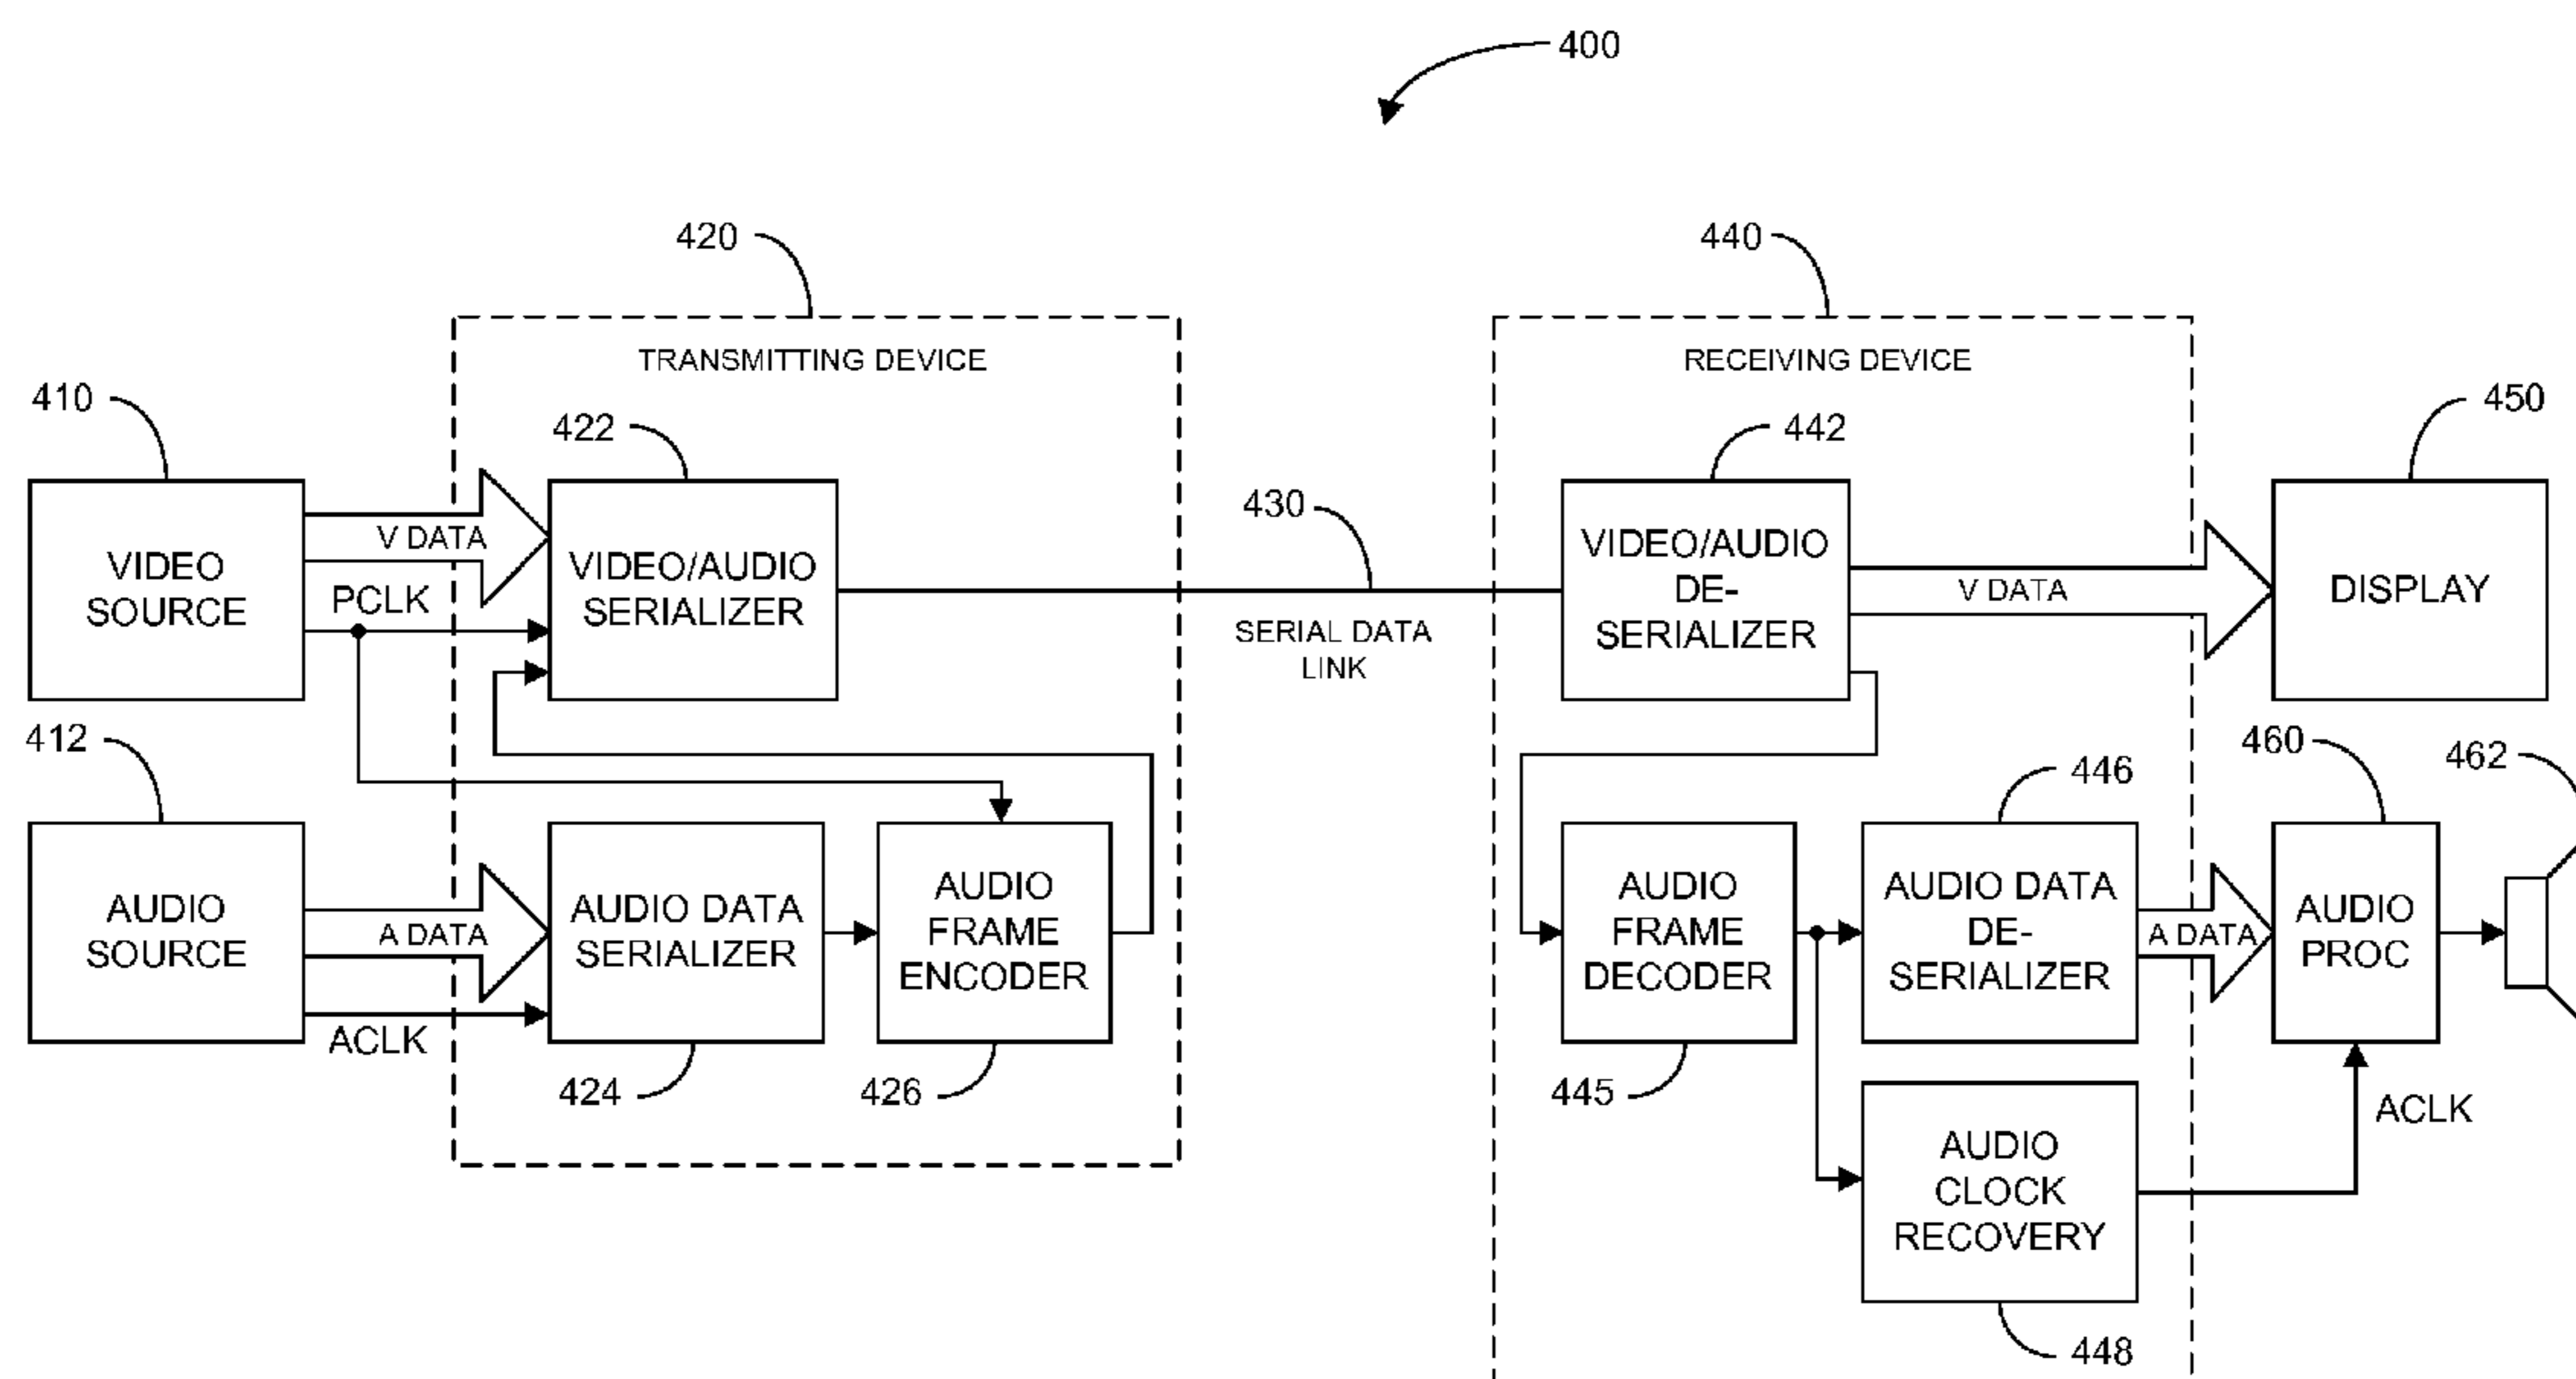 400
420
440
TRANSMITTING DEVICE
RECEIVING DEVICE
410
422
442
450
430
VIDEO
SOURCE
V DATA
PCLK
VIDEO/AUDIO
SERIALIZER
SERIAL DATA
LINK
VIDEO/AUDIO
DE-
SERIALIZER
V DATA
DISPLAY
412
446
460
462
AUDIO
SOURCE
A DATA
ACLK
AUDIO DATA
SERIALIZER
AUDIO
FRAME
ENCODER
AUDIO
FRAME
DECODER
AUDIO DATA
DE-
SERIALIZER
A DATA
AUDIO
PROC
424
426
445
ACLK
AUDIO
CLOCK
RECOVERY
448